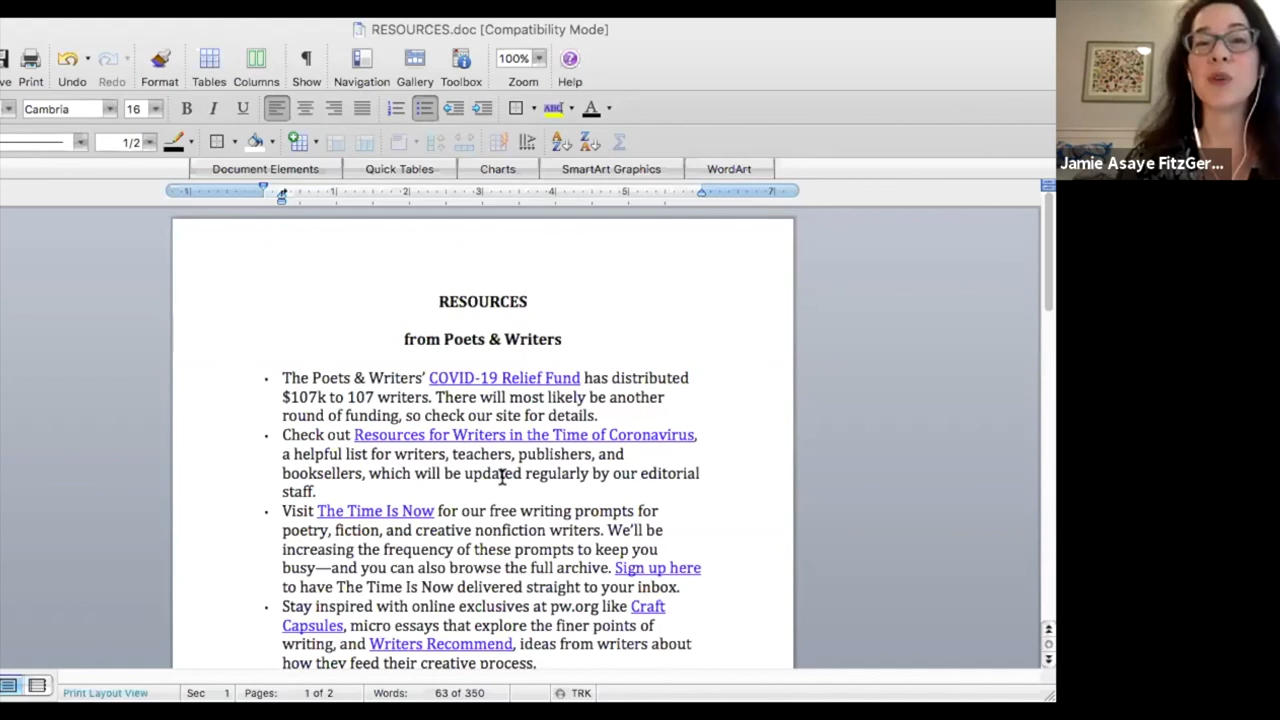 RESOURCES.doc [Compatibility Mode]
ve Print Undo Redo Format Tables Columns Show Navigation Gallery Toolbox Zoom Help
100%
Cambria 16 B I U ABC A
1/2 A Z Z A Σ
Document Elements Quick Tables Charts SmartArt Graphics WordArt
1 1 2 3 4 5 7
RESOURCES
from Poets & Writers
· The Poets & Writers’ COVID-19 Relief Fund has distributed
$107k to 107 writers. There will most likely be another
round of funding, so check our site for details.
· Check out Resources for Writers in the Time of Coronavirus,
a helpful list for writers, teachers, publishers, and
booksellers, which will be updated regularly by our editorial
staff.
· Visit The Time Is Now for our free writing prompts for
poetry, fiction, and creative nonfiction writers. We’ll be
increasing the frequency of these prompts to keep you
busy—and you can also browse the full archive. Sign up here
to have The Time Is Now delivered straight to your inbox.
· Stay inspired with online exclusives at pw.org like Craft
Capsules, micro essays that explore the finer points of
writing, and Writers Recommend, ideas from writers about
how they feed their creative process.
Print Layout View Sec 1 Pages: 1 of 2 Words: 63 of 350 TRK
Jamie Asaye FitzGer...